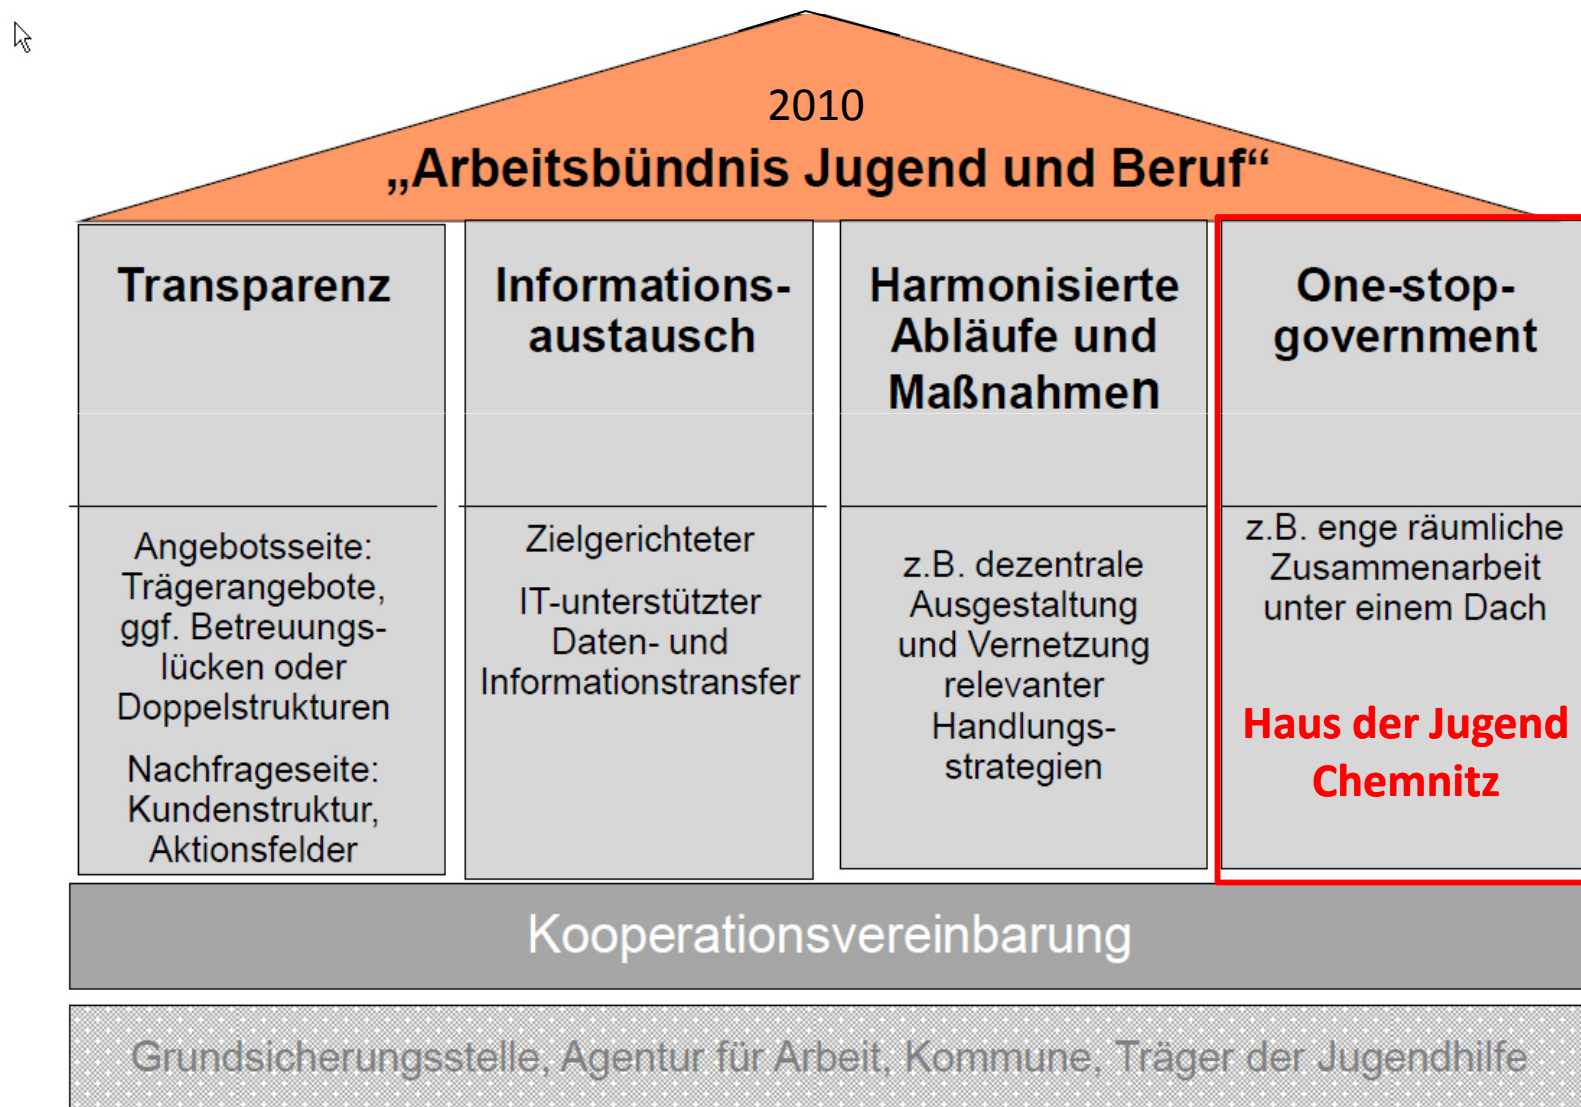 2010
„Arbeitsbündnis Jugend und Beruf“
Transparenz
Angebotsseite:
Trägerangebote,
ggf. Betreuungs-
lücken oder
Doppelstrukturen
Nachfrageseite:
Kundenstruktur,
Aktionsfelder
Informations-
austausch
Zielgerichteter
IT-unterstützter
Daten- und
Informationstransfer
Harmonisierte
Abläufe und
Maßnahmen
z.B. dezentrale
Ausgestaltung
und Vernetzung
relevanter
Handlungs-
strategien
One-stop-
government
z.B. enge räumliche
Zusammenarbeit
unter einem Dach
Haus der Jugend
Chemnitz
Kooperationsvereinbarung
Grundsicherungsstelle, Agentur für Arbeit, Kommune, Träger der Jugendhilfe